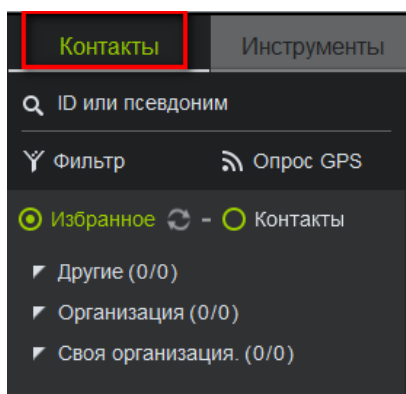 Контакты Инструменты
ID или псевдоним
Фильтр Опрос GPS
Избранное - Контакты
Другие (0/0)
Организация (0/0)
Своя организация. (0/0)